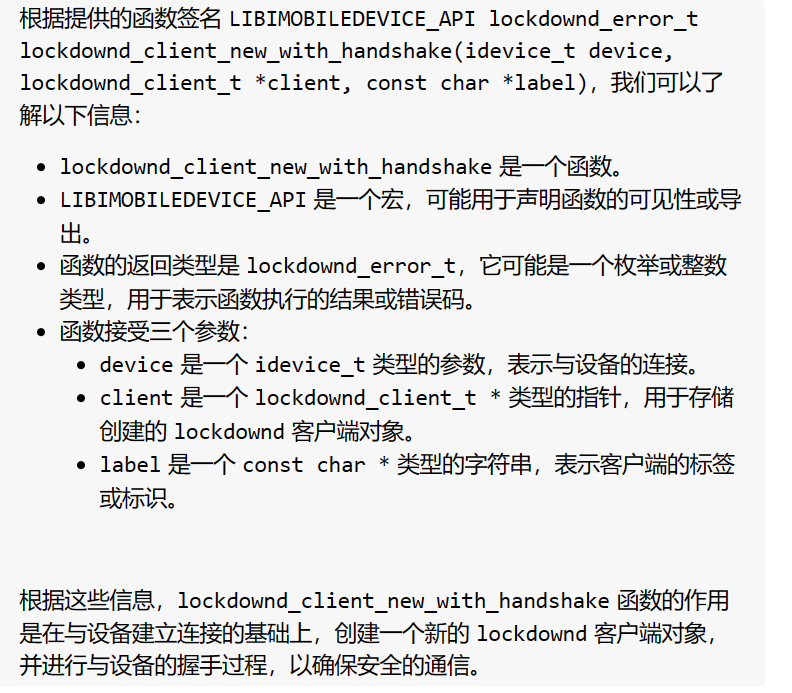 根据提供的函数签名 LIBIMOBILEDEVICE_API lockdownd_error_t
lockdownd_client_new_with_handshake(idevice_t device,
lockdownd_client_t *client, const char *label)，我们可以了
解以下信息：
• lockdownd_client_new_with_handshake 是一个函数。
• LIBIMOBILEDEVICE_API 是一个宏，可能用于声明函数的可见性或导
出。
• 函数的返回类型是 lockdownd_error_t，它可能是一个枚举或整数
类型，用于表示函数执行的结果或错误码。
• 函数接受三个参数：
• device 是一个 idevice_t 类型的参数，表示与设备的连接。
• client 是一个 lockdownd_client_t * 类型的指针，用于存储
创建的 lockdownd 客户端对象。
• label 是一个 const char * 类型的字符串，表示客户端的标签
或标识。
根据这些信息，lockdownd_client_new_with_handshake 函数的作用
是在与设备建立连接的基础上，创建一个新的 lockdownd 客户端对象，
并进行与设备的握手过程，以确保安全的通信。